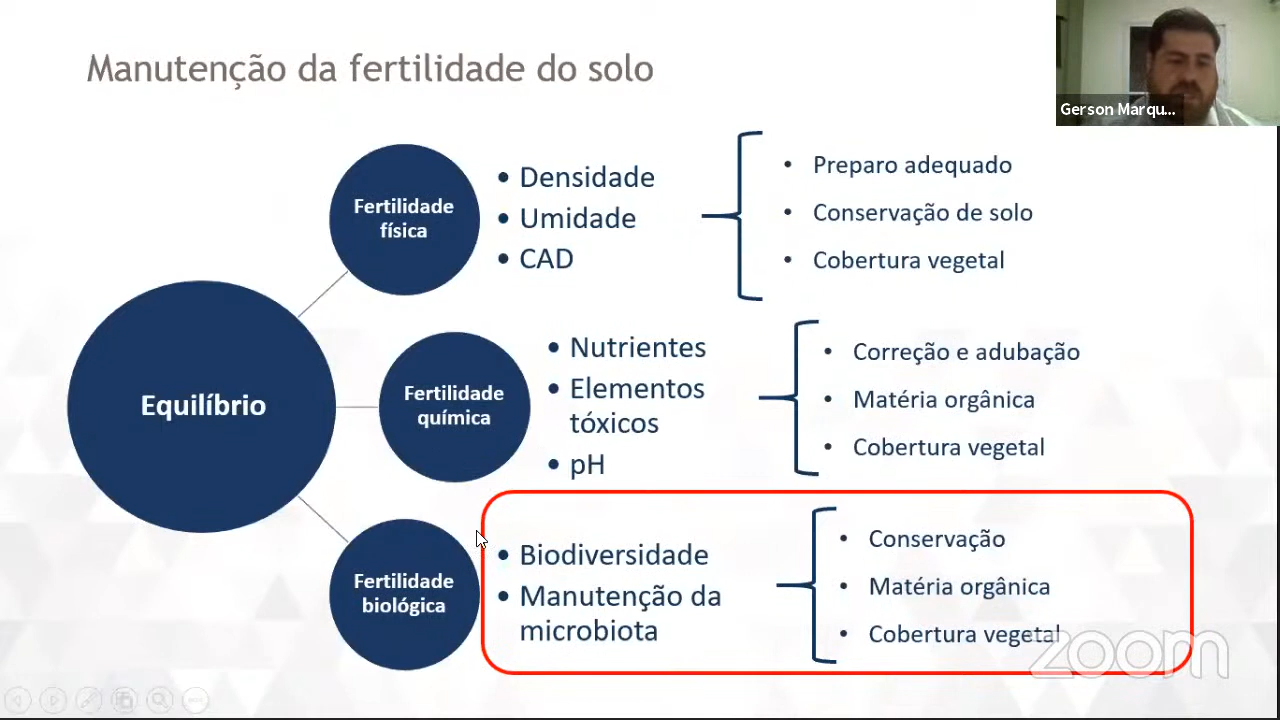 Manutenção da fertilidade do solo
Gerson Marqu...
Equilíbrio
Fertilidade
física
• Densidade
• Umidade
• CAD
• Preparo adequado
• Conservação de solo
• Cobertura vegetal
Fertilidade
química
• Nutrientes
• Elementos
tóxicos
• pH
• Correção e adubação
• Matéria orgânica
• Cobertura vegetal
Fertilidade
biológica
• Biodiversidade
• Manutenção da
microbiota
• Conservação
• Matéria orgânica
• Cobertura vegetal
zoom